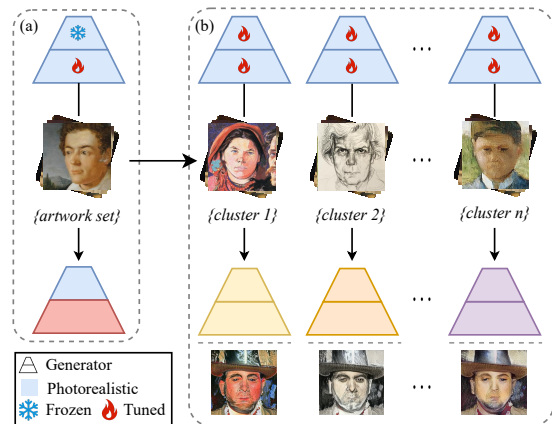 (a)
(b)
...
{artwork set}
{cluster 1}
{cluster 2}
...
{cluster n}
...
Generator
Photorealistic
Frozen
Tuned
...